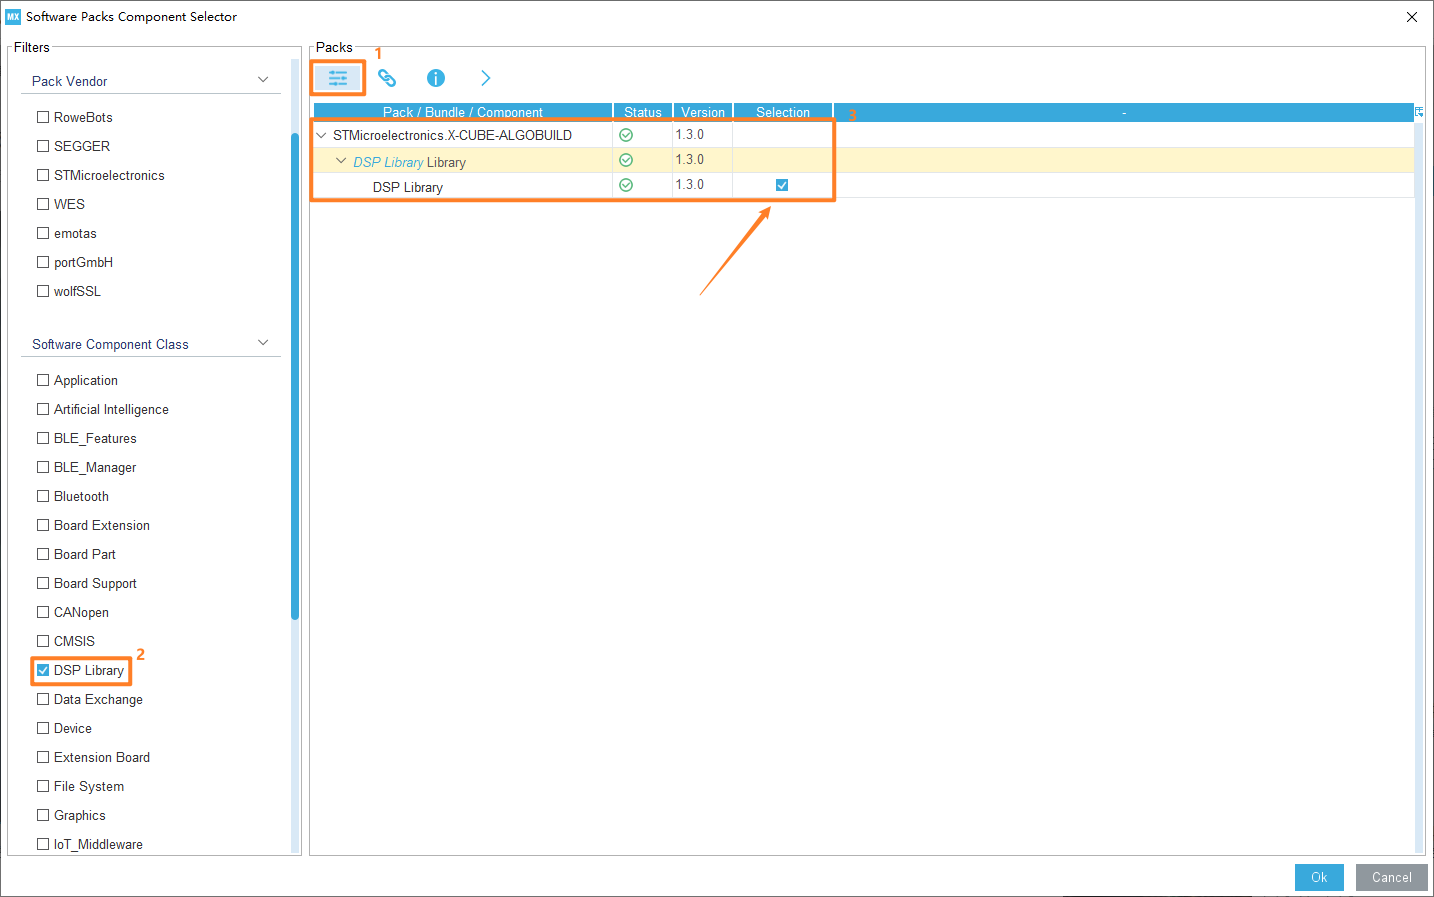 MX Software Packs Component Selector
Filters
Pack Vendor
RoweBots
SEGGER
STMicroelectronics
WES
emotas
portGmbH
wolfSSL
Software Component Class
Application
Artificial Intelligence
BLE_Features
BLE_Manager
Bluetooth
Board Extension
Board Part
Board Support
CANopen
CMSIS
DSP Library 2
Data Exchange
Device
Extension Board
File System
Graphics
IoT_Middleware
Packs 1
Pack / Bundle / Component Status Version Selection 3 -
STMicroelectronics.X-CUBE-ALGOBUILD 1.3.0
DSP Library Library 1.3.0
DSP Library 1.3.0
Ok Cancel